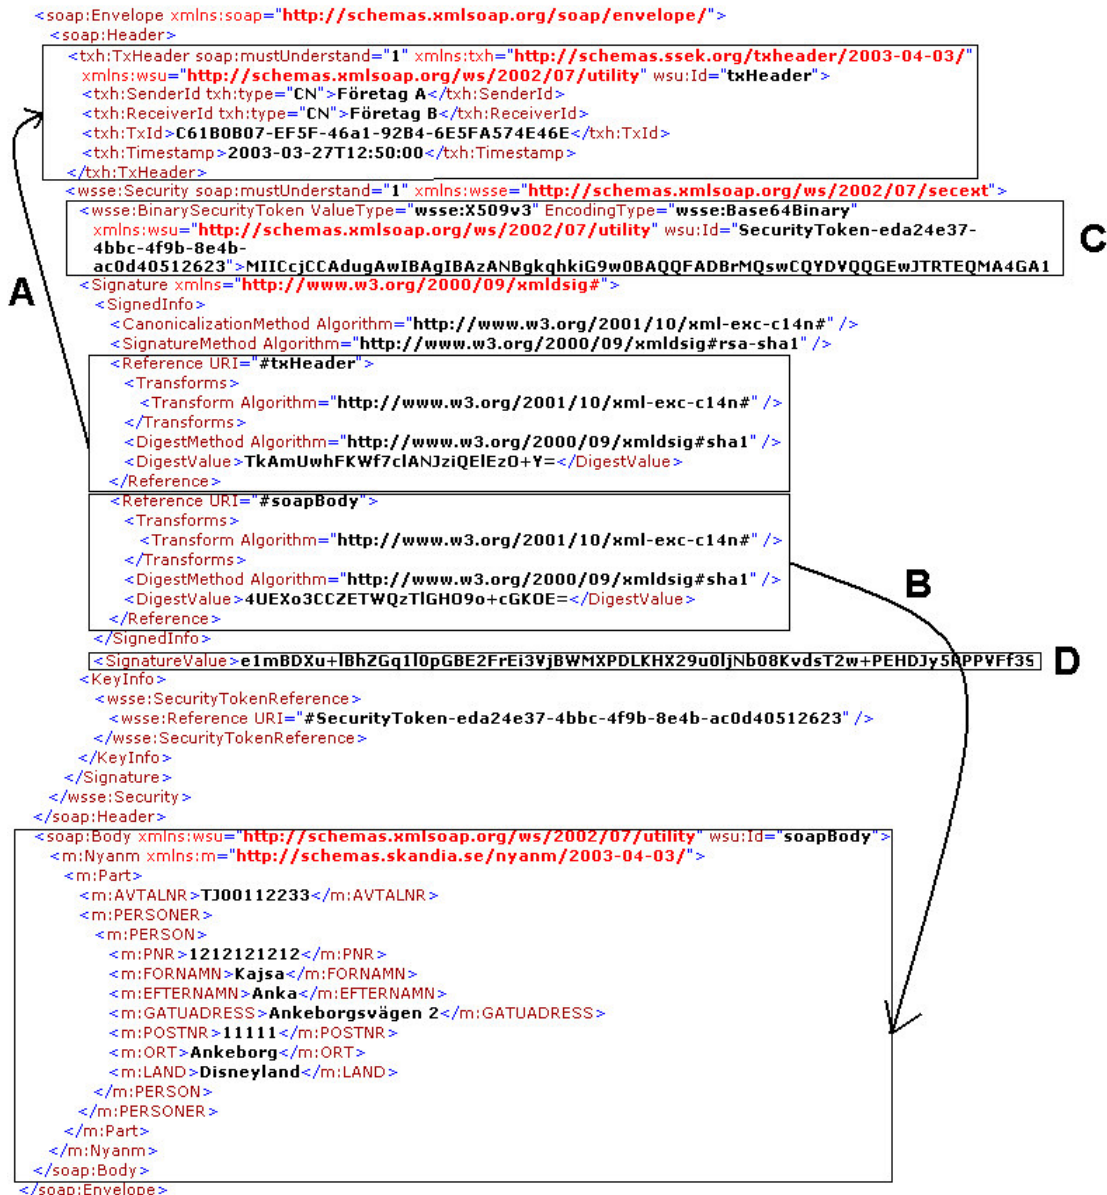 <soap:Envelope xmlns:soap="http://schemas.xmlsoap.org/soap/envelope/">
<soap:Header>
<txh:TxHeader soap:mustUnderstand="1" xmlns:txh="http://schemas.ssek.org/txheader/2003-04-03/"
xmlns:wsu="http://schemas.xmlsoap.org/ws/2002/07/utility" wsu:Id="txHeader">
<txh:SenderId txh:type="CN">Företag A</txh:SenderId>
<txh:ReceiverId txh:type="CN">Företag B</txh:ReceiverId>
<txh:TxId>C61B0B07-EF5F-46a1-92B4-6E5FA574E46E</txh:TxId>
<txh:Timestamp>2003-03-27T12:50:00</txh:Timestamp>
</txh:TxHeader>
<wsse:Security soap:mustUnderstand="1" xmlns:wsse="http://schemas.xmlsoap.org/ws/2002/07/secext">
<wsse:BinarySecurityToken ValueType="wsse:X509v3" EncodingType="wsse:Base64Binary"
xmlns:wsu="http://schemas.xmlsoap.org/ws/2002/07/utility" wsu:Id="SecurityToken-eda24e37-
4bbc-4f9b-8e4b-
ac0d40512623">MIICcjCCAdugAwIBAgIBAzANBgkqhkiG9w0BAQQFADBrMQswCQYDVQQGEwJTRTEQMA4GA1
C
<Signature xmlns="http://www.w3.org/2000/09/xmldsig#">
A
<SignedInfo>
<CanonicalizationMethod Algorithm="http://www.w3.org/2001/10/xml-exc-c14n#" />
<SignatureMethod Algorithm="http://www.w3.org/2000/09/xmldsig#rsa-sha1" />
<Reference URI="#txHeader">
<Transforms>
<Transform Algorithm="http://www.w3.org/2001/10/xml-exc-c14n#" />
</Transforms>
<DigestMethod Algorithm="http://www.w3.org/2000/09/xmldsig#sha1" />
<DigestValue>TkAmUwhFKWf7clANJziQElEzO+Y=</DigestValue>
</Reference>
<Reference URI="#soapBody">
<Transforms>
<Transform Algorithm="http://www.w3.org/2001/10/xml-exc-c14n#" />
</Transforms>
<DigestMethod Algorithm="http://www.w3.org/2000/09/xmldsig#sha1" />
B
<DigestValue>4UEXo3CCZETWQzTlGHO9o+cGKOE=</DigestValue>
</Reference>
</SignedInfo>
<SignatureValue>e1mBDXu+lBhZGq1l0pGBE2FrEi3VjBWMXPDLKHX29u0ljNb08KvdsT2w+PEHDJy5RPPVFf3S
D
<KeyInfo>
<wsse:SecurityTokenReference>
<wsse:Reference URI="#SecurityToken-eda24e37-4bbc-4f9b-8e4b-ac0d40512623" />
</wsse:SecurityTokenReference>
</KeyInfo>
</Signature>
</wsse:Security>
</soap:Header>
<soap:Body xmlns:wsu="http://schemas.xmlsoap.org/ws/2002/07/utility" wsu:Id="soapBody">
<m:Nyanm xmlns:m="http://schemas.skandia.se/nyanm/2003-04-03/">
<m:Part>
<m:AVTALNR>TJ00112233</m:AVTALNR>
<m:PERSONER>
<m:PERSON>
<m:PNR>1212121212</m:PNR>
<m:FORNAMN>Kajsa</m:FORNAMN>
<m:EFTERNAMN>Anka</m:EFTERNAMN>
<m:GATUADRESS>Ankeborgsvägen 2</m:GATUADRESS>
<m:POSTNR>11111</m:POSTNR>
<m:ORT>Ankeborg</m:ORT>
<m:LAND>Disneyland</m:LAND>
</m:PERSON>
</m:PERSONER>
</m:Part>
</m:Nyanm>
</soap:Body>
</soap:Envelope>